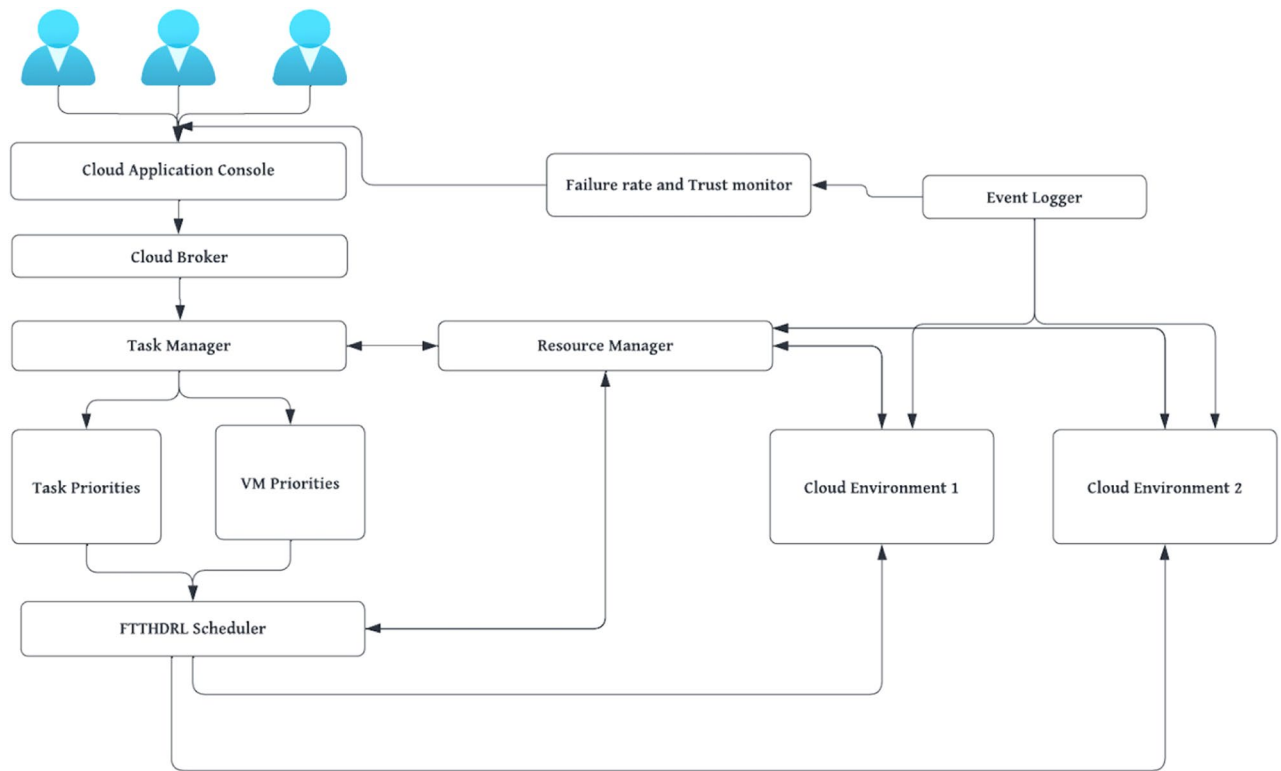 Cloud Application Console
Failure rate and Trust monitor
Event Logger
Cloud Broker
Task Manager
Resource Manager
Task Priorities
VM Priorities
Cloud Environment 1
Cloud Environment 2
FTTHDRL Scheduler